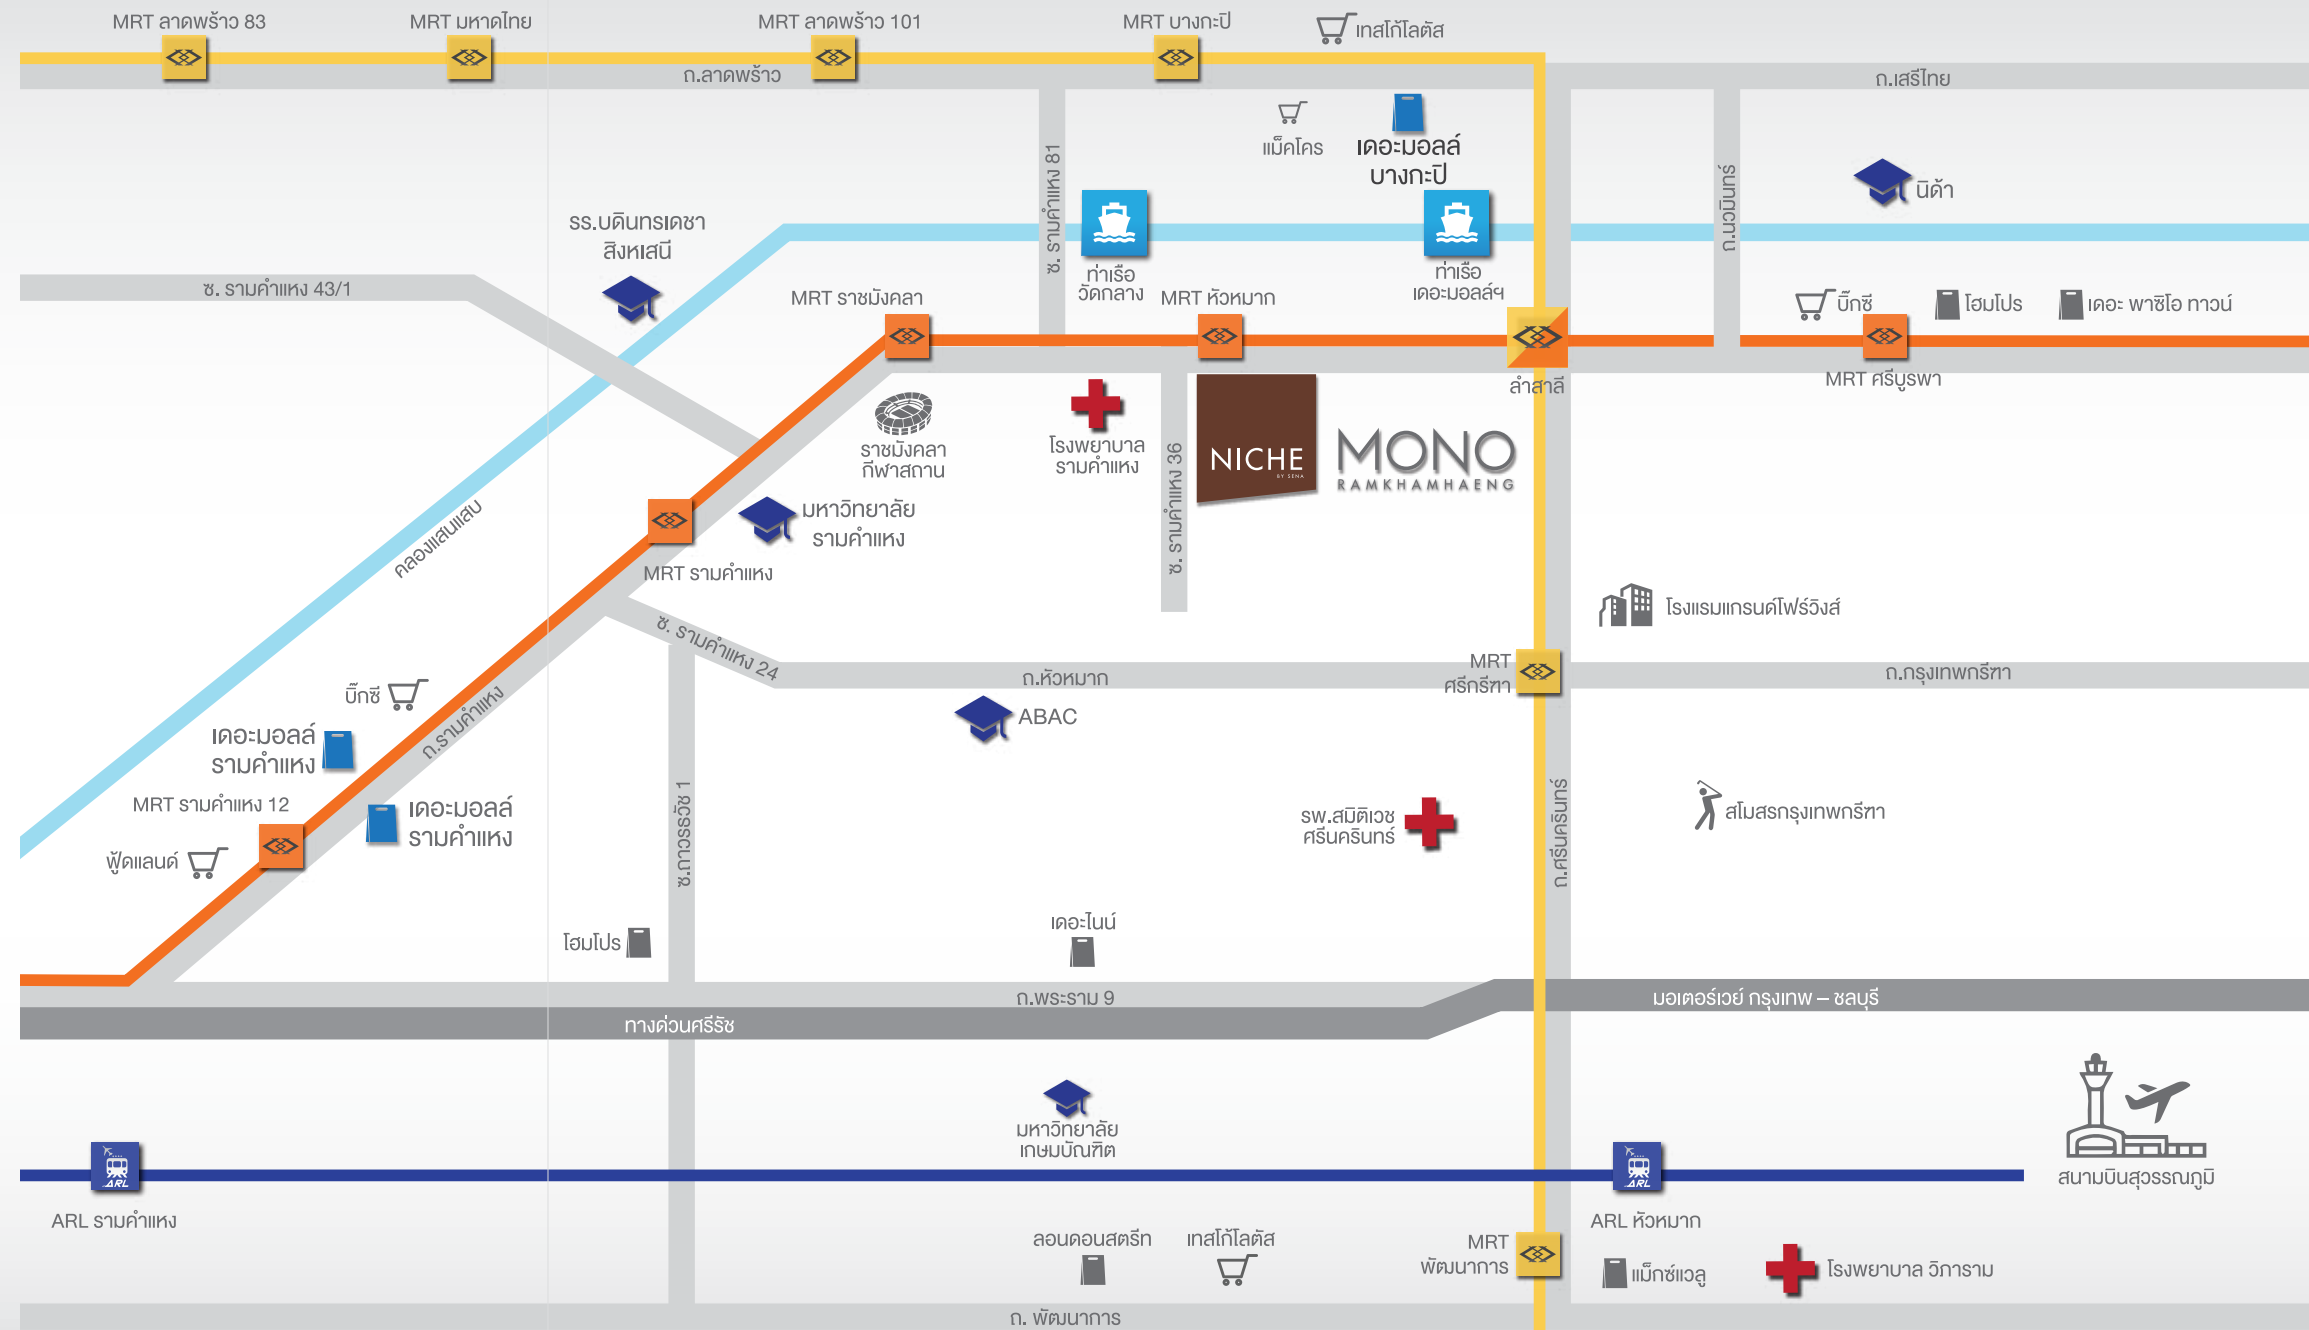 MRT ลาดพร้าว 83
MRT มหาดไทย
MRT ลาดพร้าว 101
MRT บางกะปิ
เทสโก้โลตัส
ถ.ลาดพร้าว
ถ.เสรีไทย
แม็คโคร
เดอะมอลล์
บางกะปิ
ซ. รามคำแหง 81
ถ.นวมินทร์
นิด้า
รร.บดินทรเดชา
สิงหเสนี
ซ. รามคำแหง 43/1
ท่าเรือ
วัดกลาง
ท่าเรือ
เดอะมอลล์ฯ
MRT ราชมังคลา
MRT หัวหมาก
บิ๊กซี
โฮมโปร
เดอะ พาซิโอ ทาวน์
ลำสาลี
MRT ศรีบูรพา
ราชมังคลา
กีฬาสถาน
โรงพยาบาล
รามคำแหง
ซ. รามคำแหง 36
NICHE
BY SENA
MONO
RAMKHAMHAENG
คลองแสนแสบ
มหาวิทยาลัย
รามคำแหง
MRT รามคำแหง
โรงแรมแกรนด์โฟร์วิงส์
ซ. รามคำแหง 24
ถ.หัวหมาก
MRT
ศรีกรีฑา
ถ.กรุงเทพกรีฑา
บิ๊กซี
ABAC
ถ.รามคำแหง
เดอะมอลล์
รามคำแหง
MRT รามคำแหง 12
เดอะมอลล์
รามคำแหง
ฟู้ดแลนด์
ซ.ถาวรธวัช 1
รพ.สมิติเวช
ศรีนครินทร์
ถ.ศรีนครินทร์
สโมสรกรุงเทพกรีฑา
โฮมโปร
เดอะไนน์
ถ.พระราม 9
มอเตอร์เวย์ กรุงเทพ – ชลบุรี
ทางด่วนศรีรัช
มหาวิทยาลัย
เกษมบัณฑิต
ARL
ARL
สนามบินสุวรรณภูมิ
ARL รามคำแหง
ARL หัวหมาก
ลอนดอนสตรีท
เทสโก้โลตัส
MRT
พัฒนาการ
แม็กซ์แวลู
โรงพยาบาล วิภาราม
ถ. พัฒนาการ